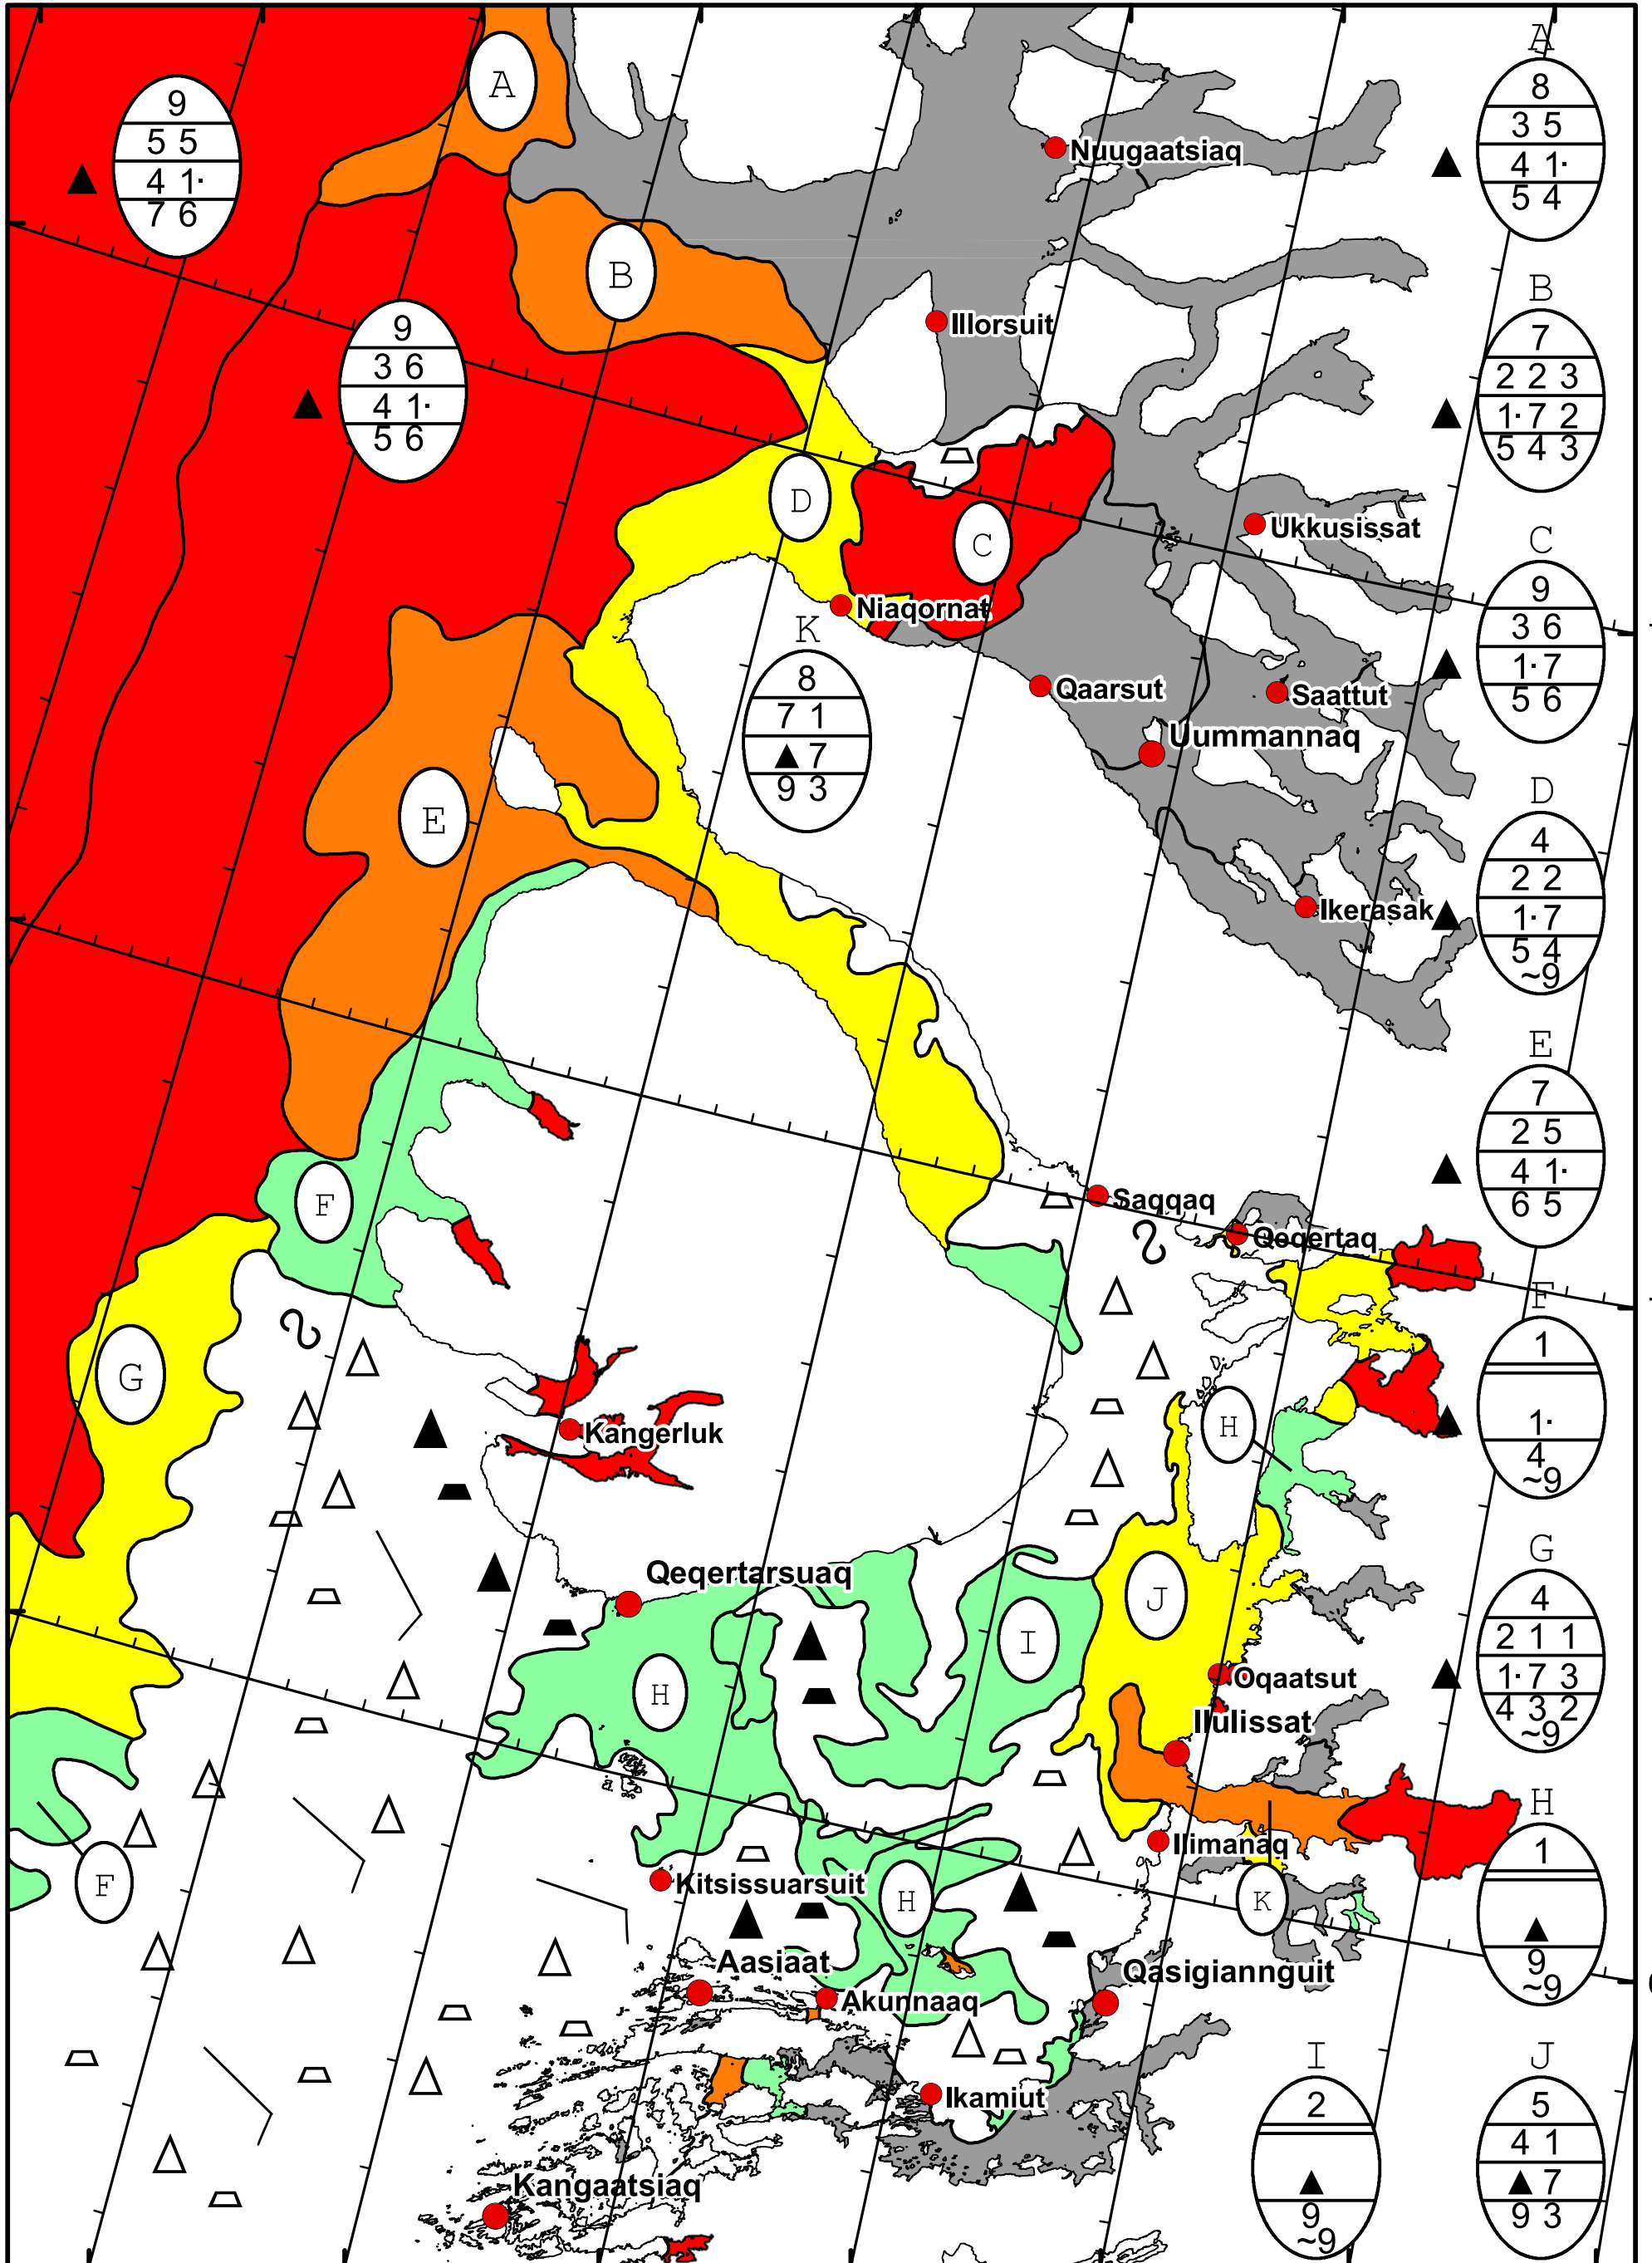 A
9
5 5
4 1·
7 6
A
8
3 5
4 1·
5 4
Nuugaatsiaq
B
9
3 6
4 1·
5 6
Illorsuit
B
7
2 2 3
1· 7 2
5 4 3
D
C
Ukkusissat
C
9
3 6
1· 7
5 6
Niaqornat
K
8
7 1
▲ 7
9 3
Qaarsut
Saattut
Uummannaq
E
D
4
2 2
1· 7
5 4
~9
Ikerasak
E
7
2 5
4 1·
6 5
F
Saqqaq
Qeqertaq
G
F
1
1·
4
~9
H
Kangerluk
Qeqertarsuaq
J
I
H
G
4
2 1 1
1· 7 3
4 3 2
~9
Oqaatsut
Ilulissat
Ilimanaq
F
Kitsissuarsuit
H
K
H
1
▲
9
~9
Aasiaat
Akunnaaq
Qasigiannguit
Ikamiut
I
2
▲
9
~9
J
5
4 1
▲ 7
9 3
Kangaatsiaq